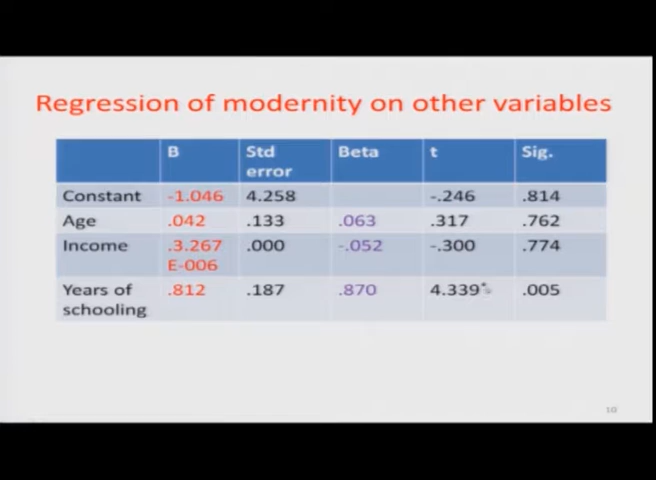 Regression of modernity on other variables
B Std error Beta t Sig.
Constant -1.046 4.258 -.246 .814
Age .042 .133 .063 .317 .762
Income .3.267 E-006 .000 -.052 -.300 .774
Years of schooling .812 .187 .870 4.339* .005
10